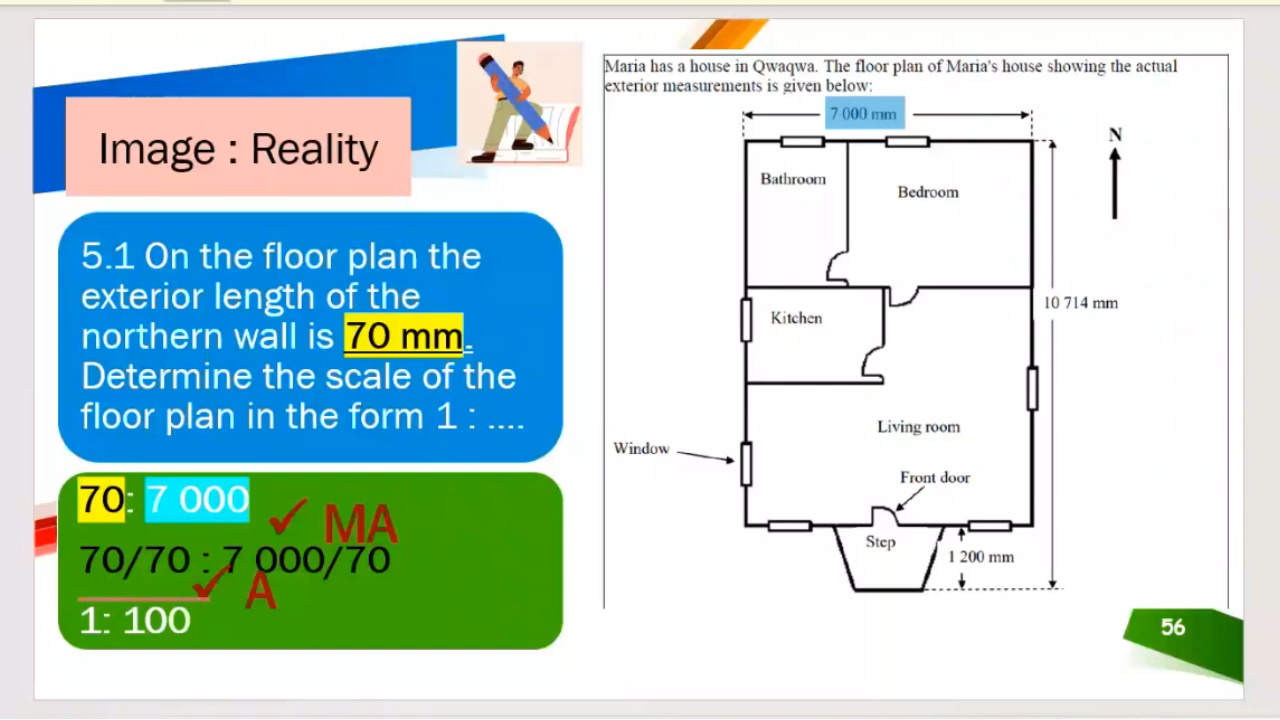 Image : Reality
5.1 On the floor plan the
exterior length of the
northern wall is 70 mm.
Determine the scale of the
floor plan in the form 1 : ....
70: 7 000
MA
70/70 : 7 000/70
A
1: 100
Maria has a house in Qwaqwa. The floor plan of Maria's house showing the actual
exterior measurements is given below:
7 000 mm
N
Bathroom
Bedroom
10 714 mm
Kitchen
Living room
Window
Front door
Step
1 200 mm
56